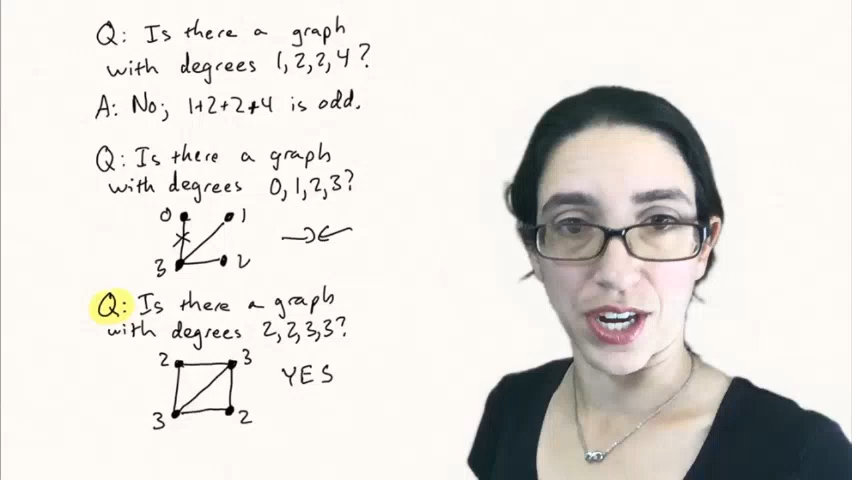 Q: Is there a graph
with degrees 1, 2, 2, 4?
A: No; 1+2+2+4 is odd.
Q: Is there a graph
with degrees 0, 1, 2, 3?
0 1
3 2
Q: Is there a graph
with degrees 2, 2, 3, 3?
2 3
YES
3 2